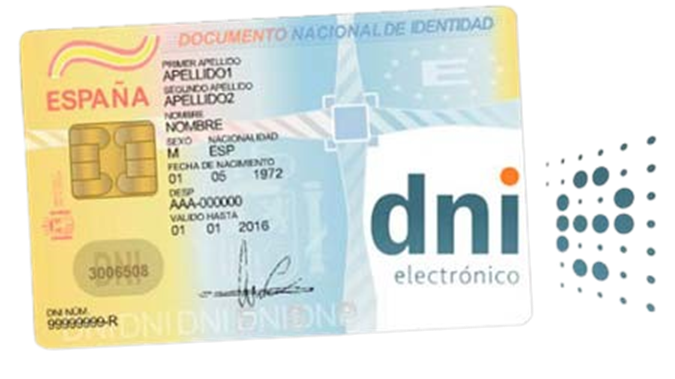 DOCUMENTO NACIONAL DE IDENTIDAD
ESPAÑA
PRIMER APELLIDO
APELLIDO1
SEGUNDO APELLIDO
APELLIDO2
NOMBRE
NOMBRE
SEXO NACIONALIDAD
M ESP
FECHA DE NACIMIENTO
01 05 1972
DESP
AAA-000000
VALIDO HASTA
01 01 2016
E
dni
electrónico
DNI
3006508
DNI NÚM.
99999999-R
DNI DNI DNI DNI DNI